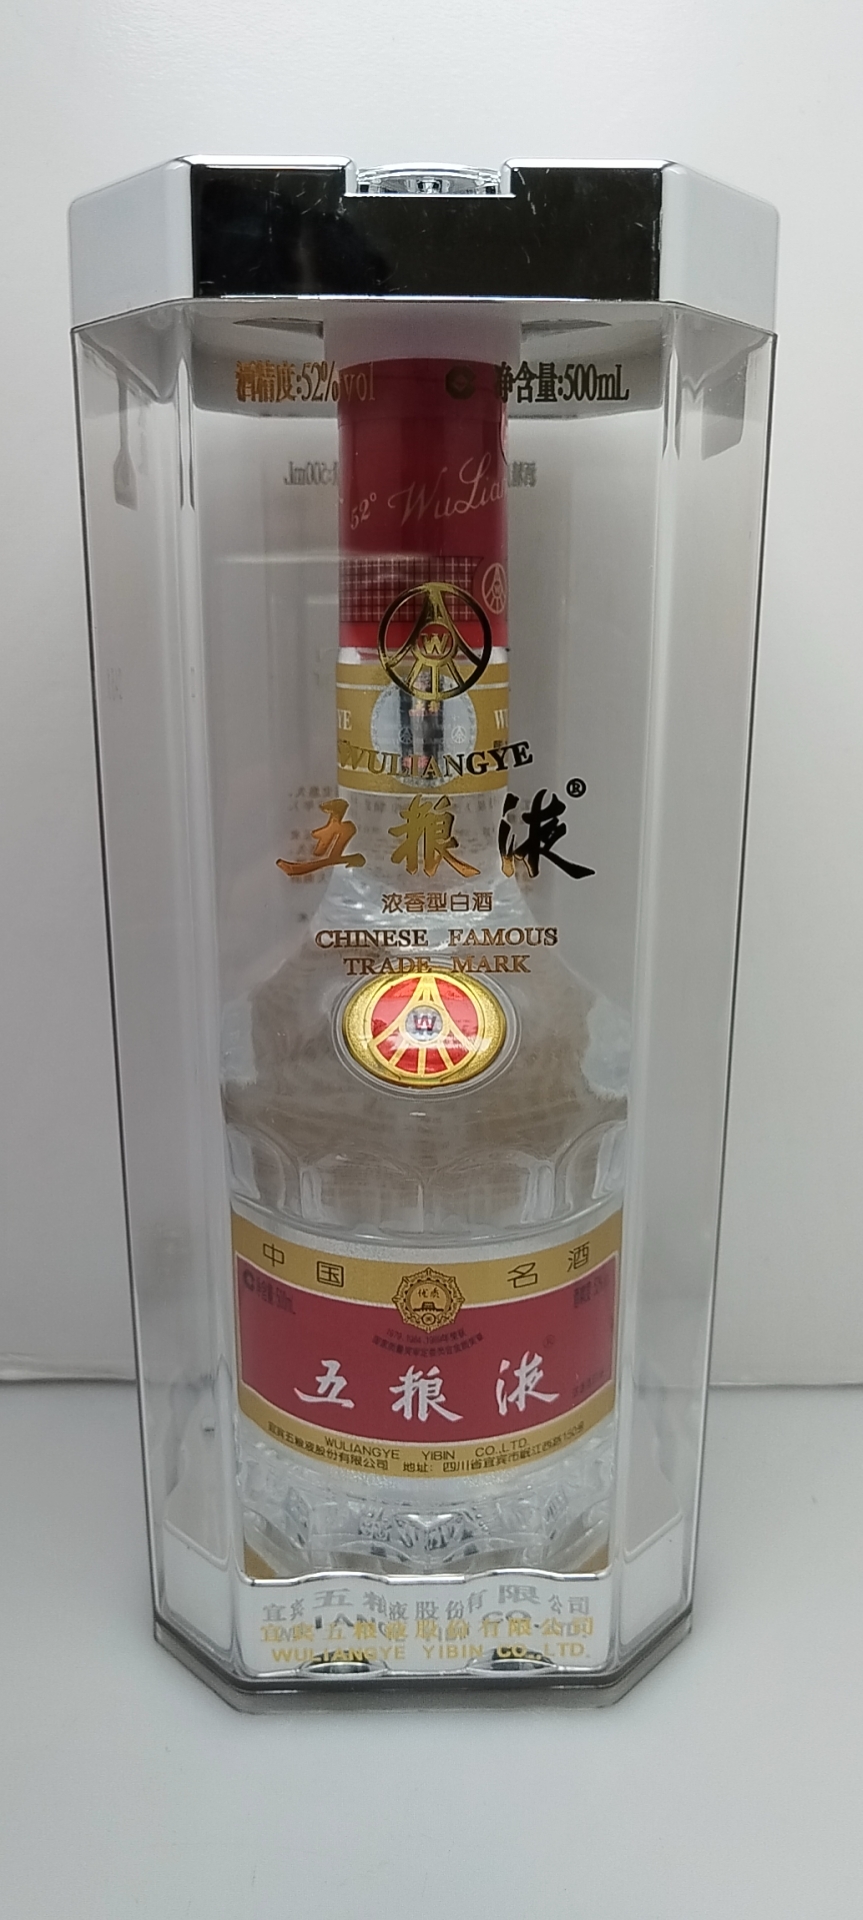 酒精度:52%vol 净含量:500mL
52° WuLian
W
WULIANGYE
五粮液®
浓香型白酒
CHINESE FAMOUS
TRADE MARK
W
中国名酒
优质
五粮液®
WULIANGYE YIBIN CO.,LTD.
宜宾五粮液股份有限公司 地址：四川省宜宾市岷江西路150号
宜宾五粮液股份有限公司
WULIANGYE YIBIN CO.,LTD.